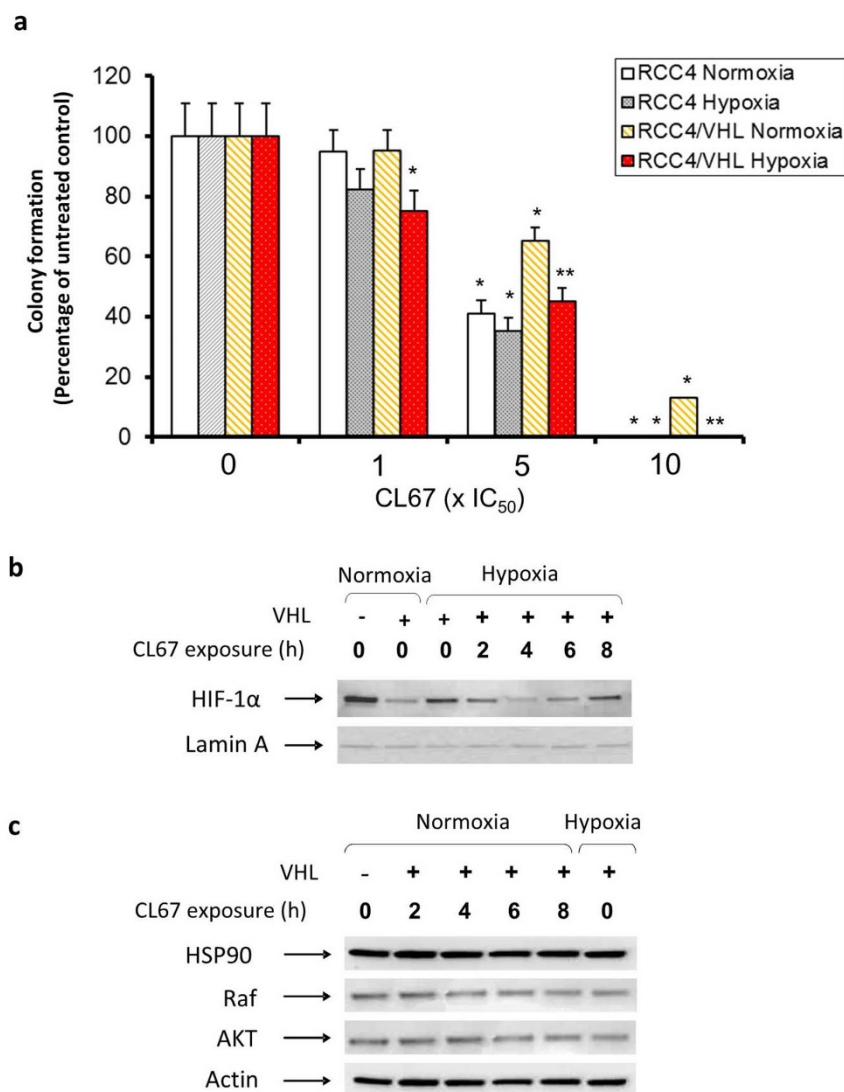 a
Colony formation
(Percentage of untreated control)
120
100
80
60
40
20
0
RCC4 Normoxia
RCC4 Hypoxia
RCC4/VHL Normoxia
RCC4/VHL Hypoxia
*
* * * **
* * * **
0 1 5 10
CL67 (x IC50)
b
Normoxia Hypoxia
VHL - + + + + + +
CL67 exposure (h) 0 0 0 2 4 6 8
HIF-1α
Lamin A
c
Normoxia Hypoxia
VHL - + + + + +
CL67 exposure (h) 0 2 4 6 8 0
HSP90
Raf
AKT
Actin